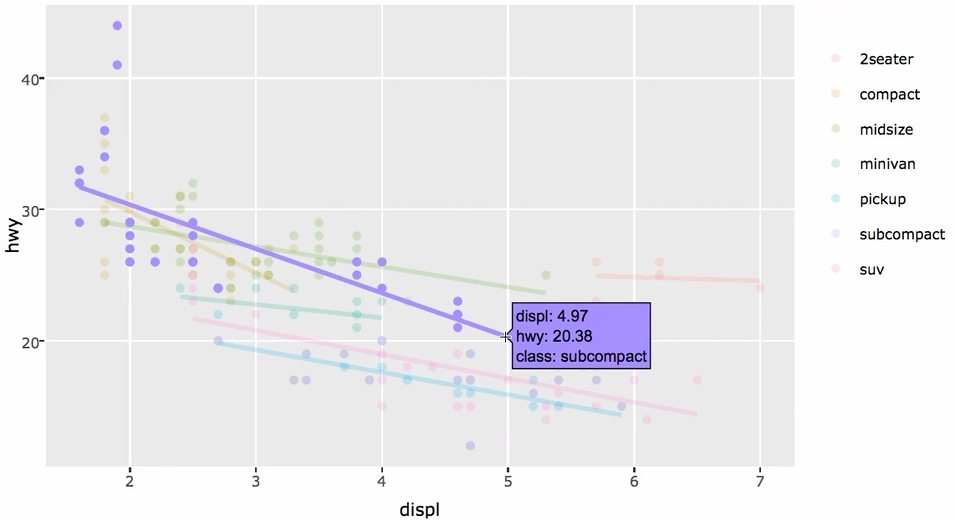 2seater
compact
40
midsize
minivan
pickup
30
hwy
subcompact
suv
displ: 4.97
hwy: 20.38
class: subcompact
20
2 3 4 5 6 7
displ